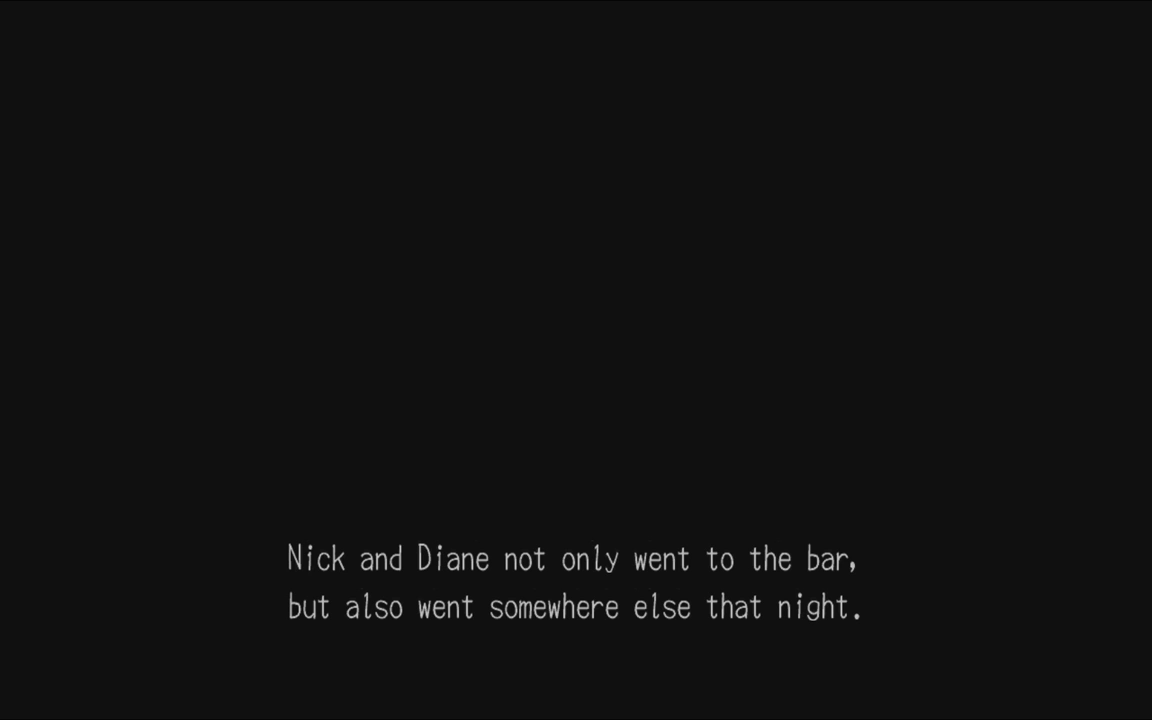 Nick and Diane not only went to the bar,
but also went somewhere else that night.